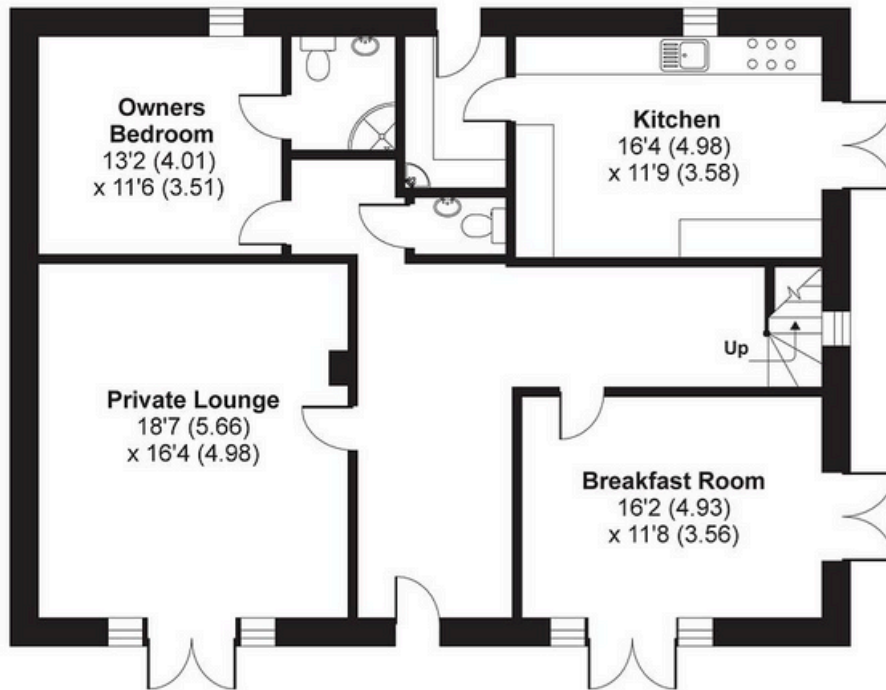 Owners
Bedroom
13'2 (4.01)
x 11'6 (3.51)
Kitchen
16'4 (4.98)
x 11'9 (3.58)
Private Lounge
18'7 (5.66)
x 16'4 (4.98)
Up
Breakfast Room
16'2 (4.93)
x 11'8 (3.56)